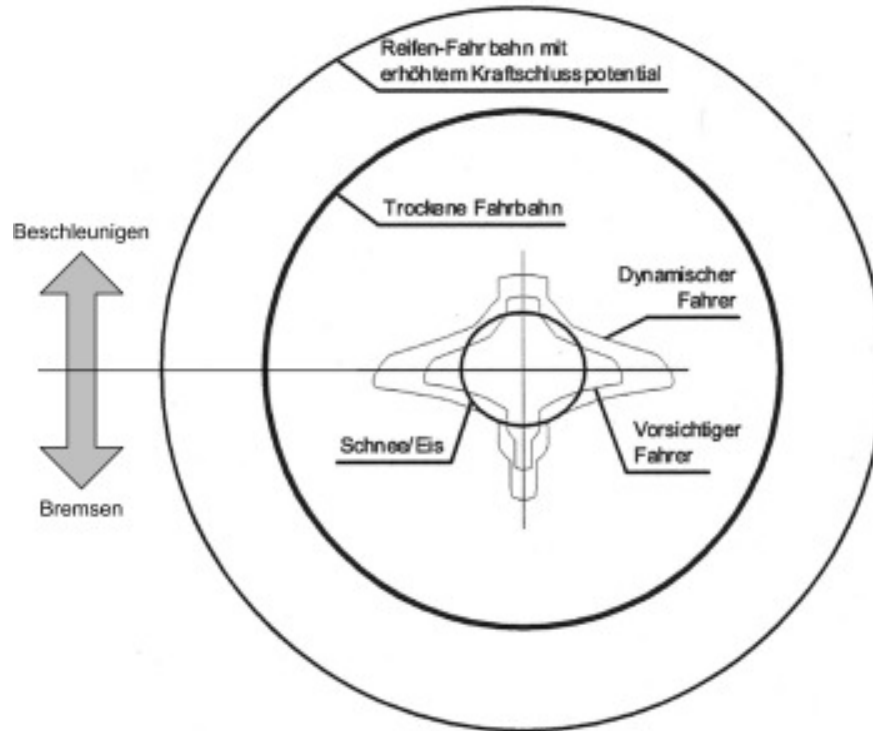 Reifen-Fahrbahn mit
erhöhtem Kraftschlusspotential
Trockene Fahrbahn
Beschleunigen
Dynamischer
Fahrer
Schnee/Eis
Vorsichtiger
Fahrer
Bremsen